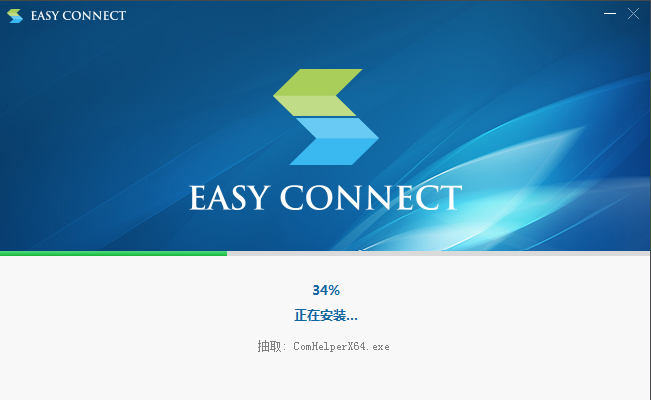 EASY CONNECT
EASY CONNECT
34%
正在安装...
抽取: ComHelperX64.exe